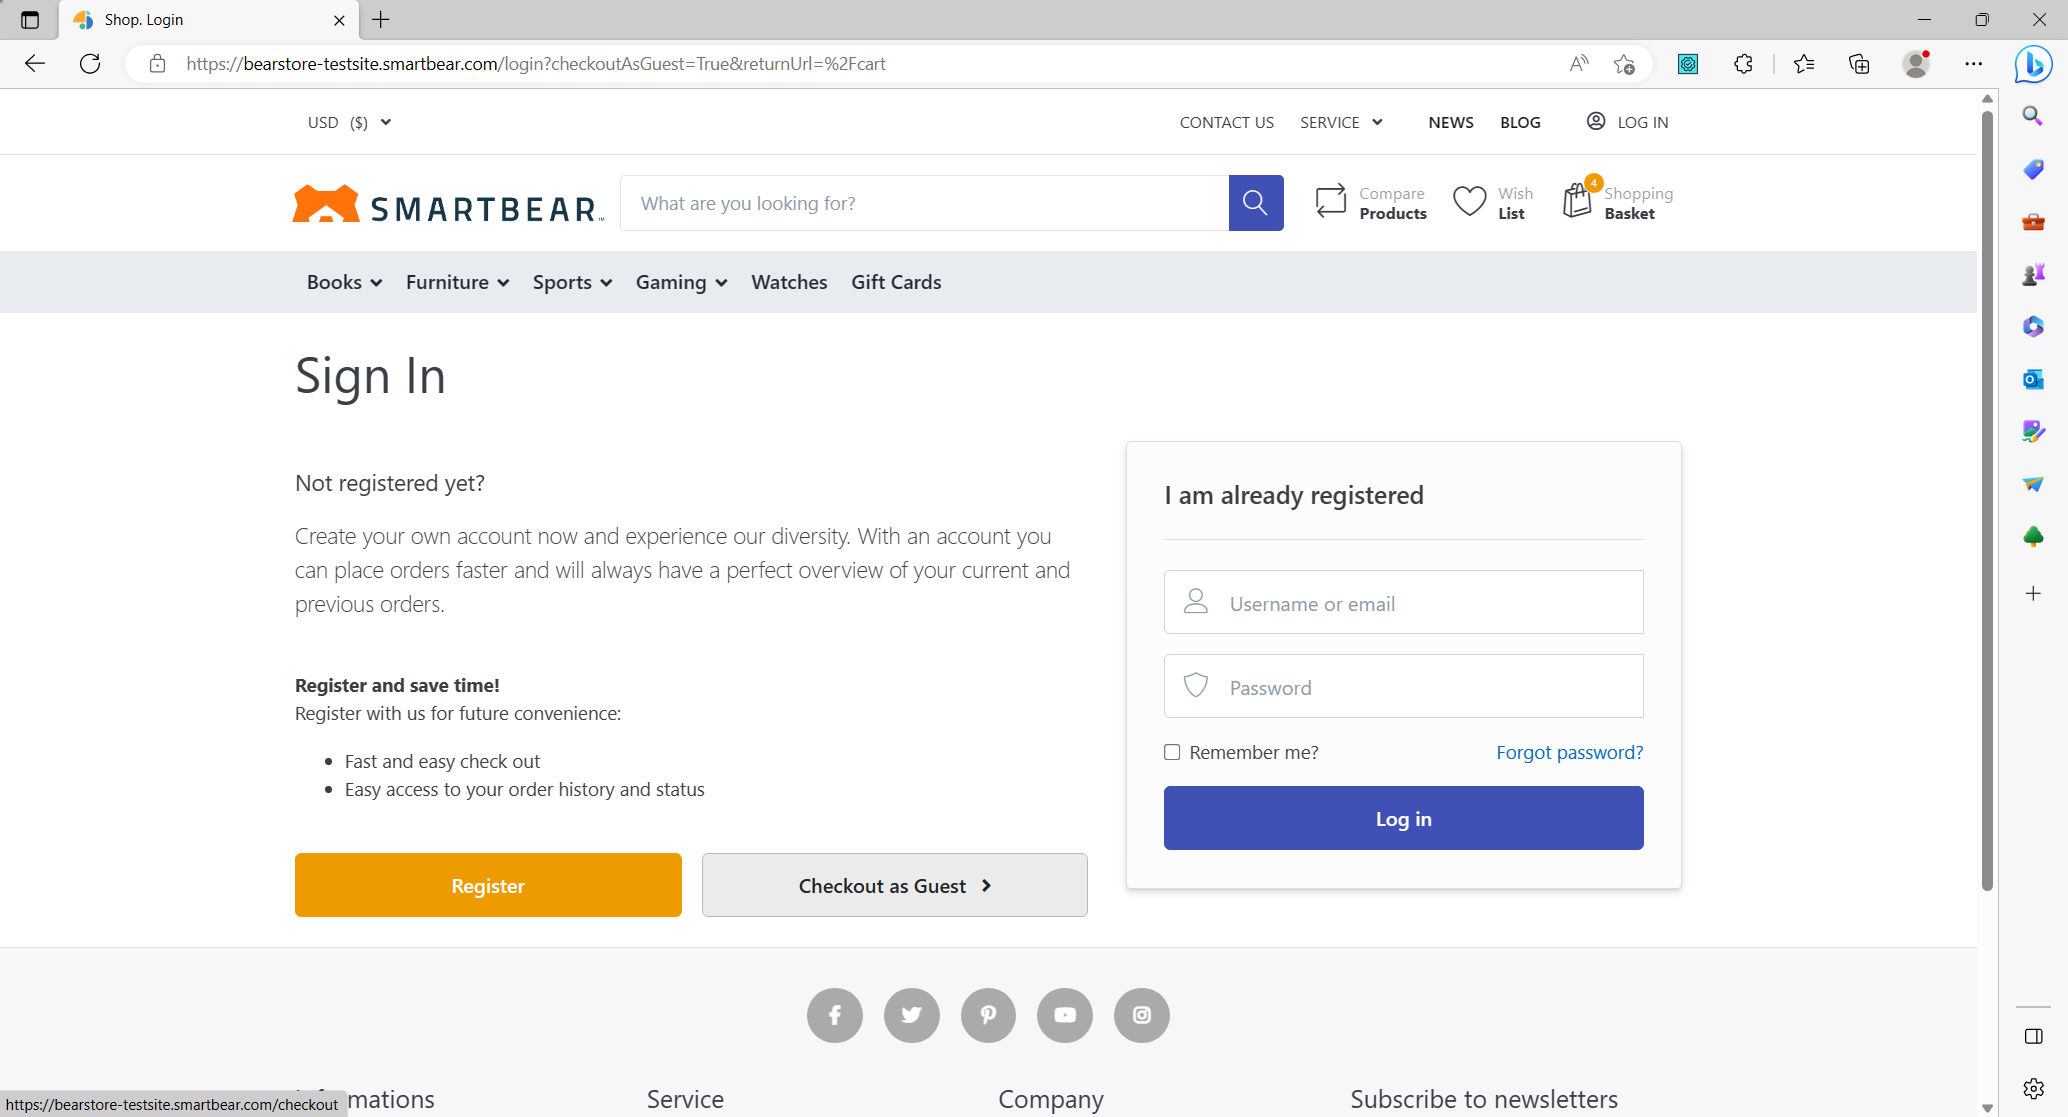 Shop. Login
https://bearstore-testsite.smartbear.com/login?checkoutAsGuest=True&returnUrl=%2Fcart
USD ($)
CONTACT US SERVICE NEWS BLOG LOG IN
SMARTBEAR
What are you looking for?
Compare
Products
Wish
List
4
Shopping
Basket
Books Furniture Sports Gaming Watches Gift Cards
Sign In
Not registered yet?
Create your own account now and experience our diversity. With an account you
can place orders faster and will always have a perfect overview of your current and
previous orders.
Register and save time!
Register with us for future convenience:
• Fast and easy check out
• Easy access to your order history and status
Register
Checkout as Guest
I am already registered
Username or email
Password
Remember me? Forgot password?
Log in
mations Service Company Subscribe to newsletters
https://bearstore-testsite.smartbear.com/checkout